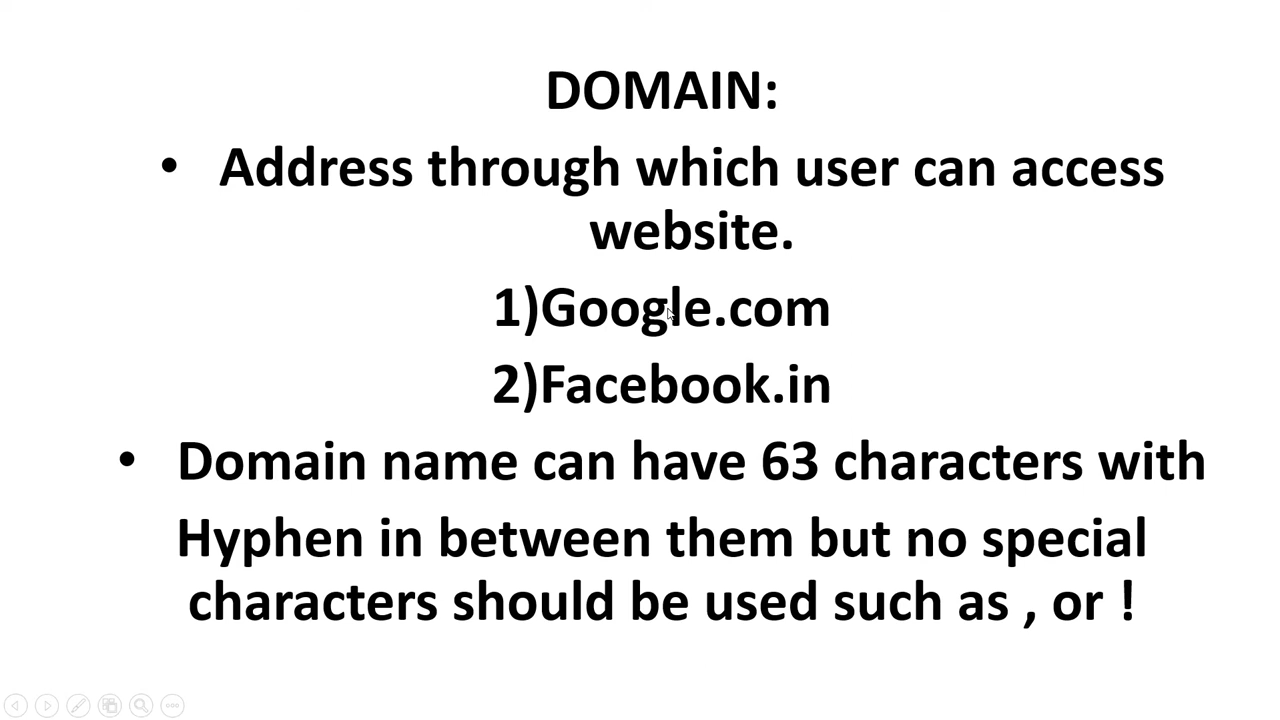 DOMAIN:
• Address through which user can access
website.
1)Google.com
2)Facebook.in
• Domain name can have 63 characters with
Hyphen in between them but no special
characters should be used such as , or !